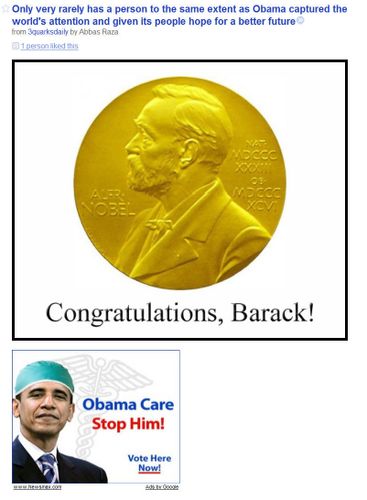 Only very rarely has a person to the same extent as Obama captured the
world's attention and given its people hope for a better future
from 3quarksdaily by Abbas Raza
1 person liked this
ALFR·
NOBEL
NAT·
MDCCC
XXXIII
OB·
MDCCC
XCVI
Congratulations, Barack!
Obama Care
Stop Him!
Vote Here
Now!
www.Newsmax.com
Ads by Google